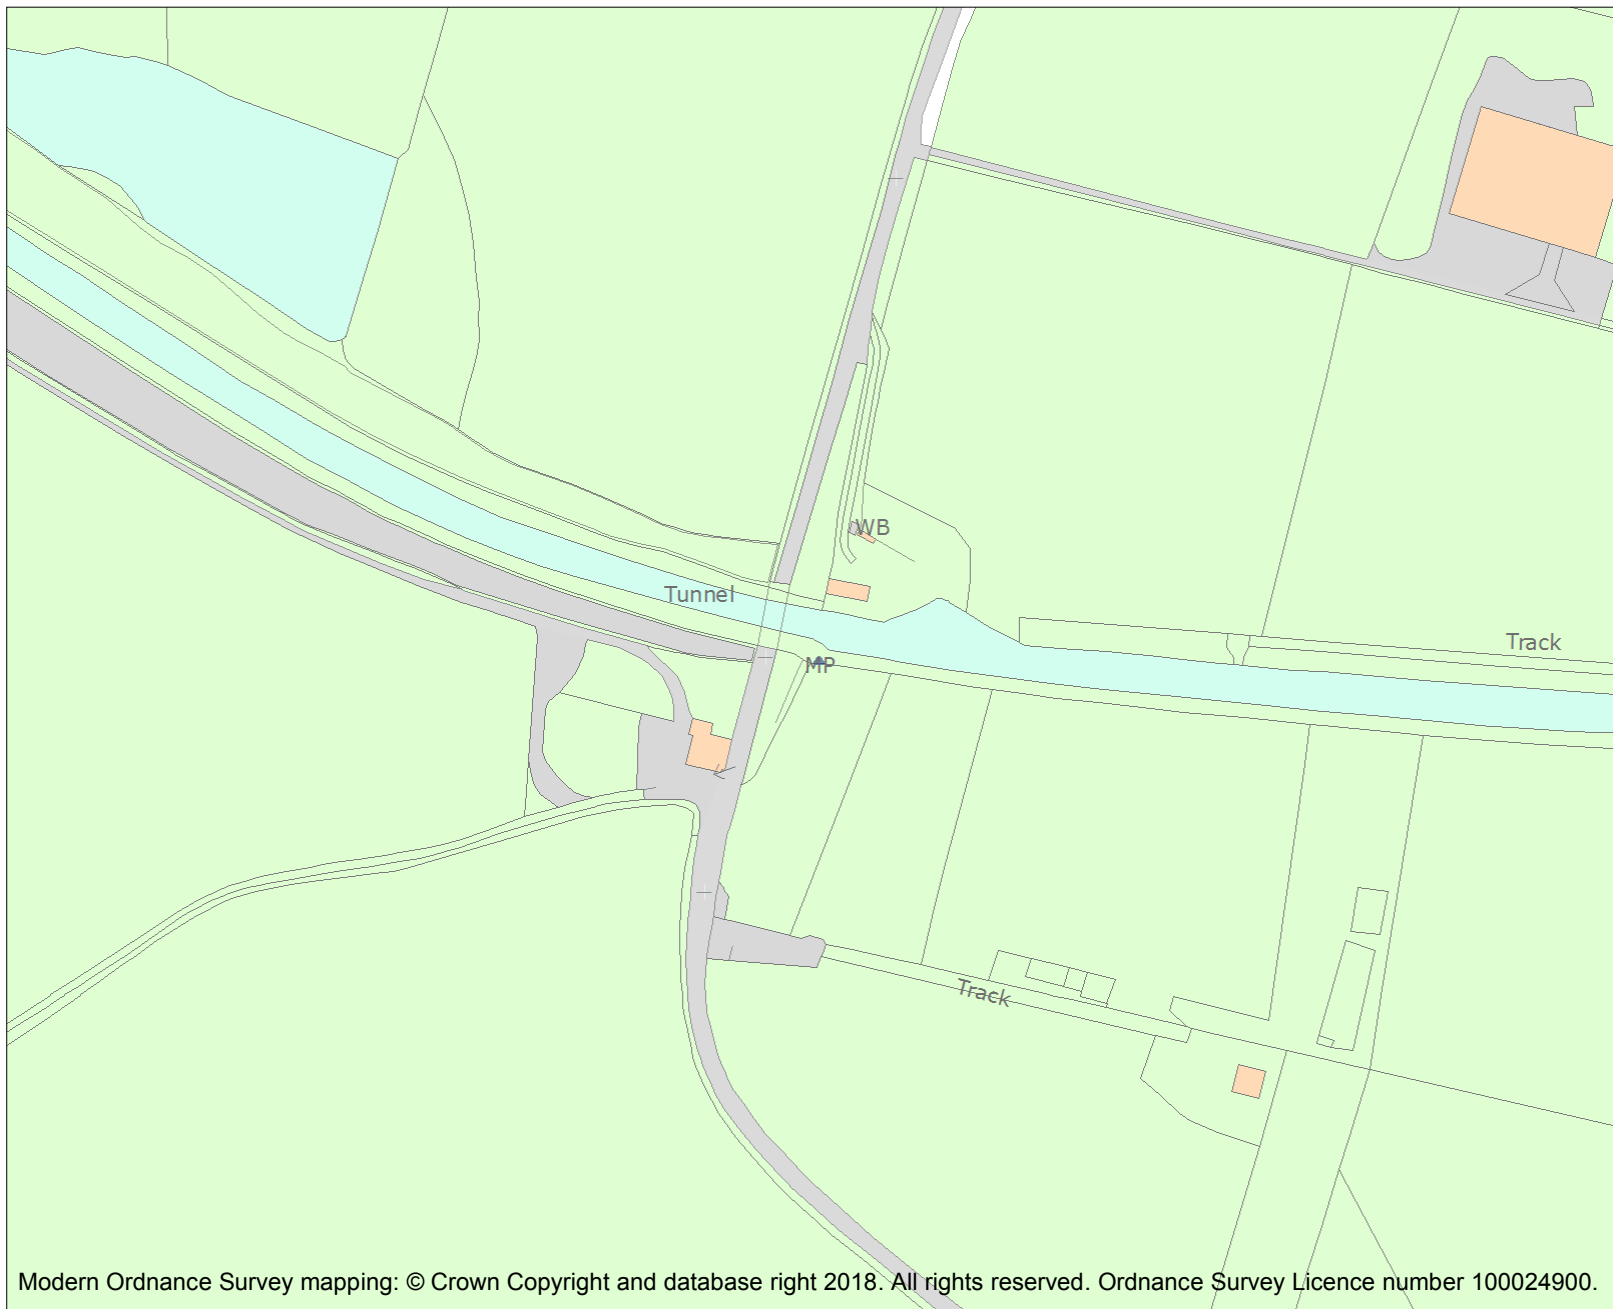 WB
Tunnel
Track
MP
Track
Modern Ordnance Survey mapping: © Crown Copyright and database right 2018. All rights reserved. Ordnance Survey Licence number 100024900.